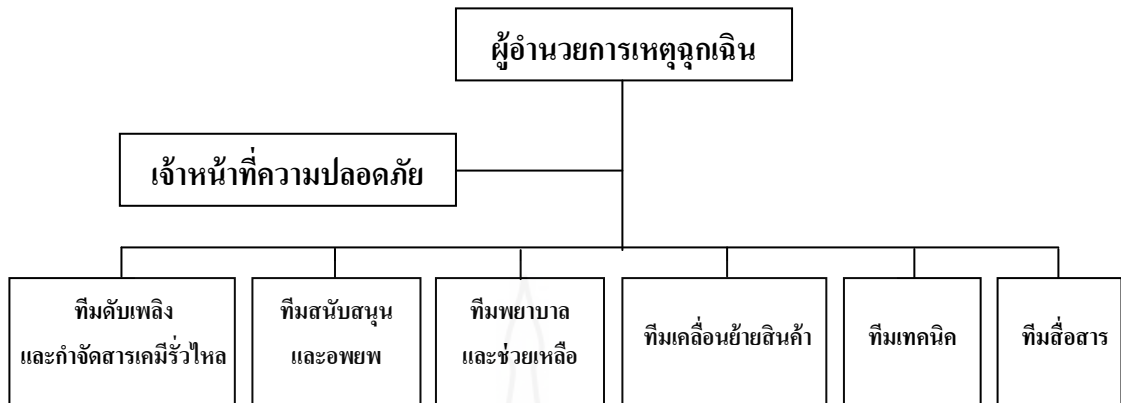 ผู้อำนวยการเหตุฉุกเฉิน
เจ้าหน้าที่ความปลอดภัย
ทีมดับเพลิง
และกำจัดสารเคมีรั่วไหล
ทีมสนับสนุน
และอพยพ
ทีมพยาบาล
และช่วยเหลือ
ทีมเคลื่อนย้ายสินค้า
ทีมเทคนิค
ทีมสื่อสาร